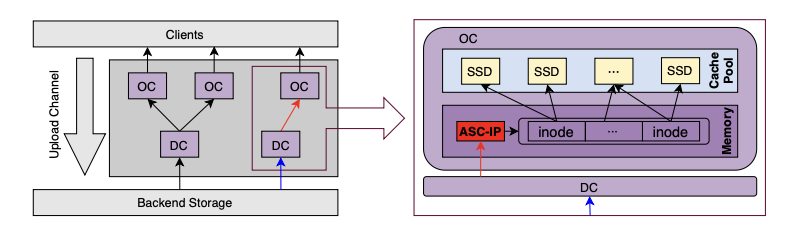 Clients
Upload Channel
OC
OC
OC
DC
DC
Backend Storage
OC
SSD
SSD
...
SSD
Cache
Pool
ASC-IP
inode
...
inode
Memory
DC